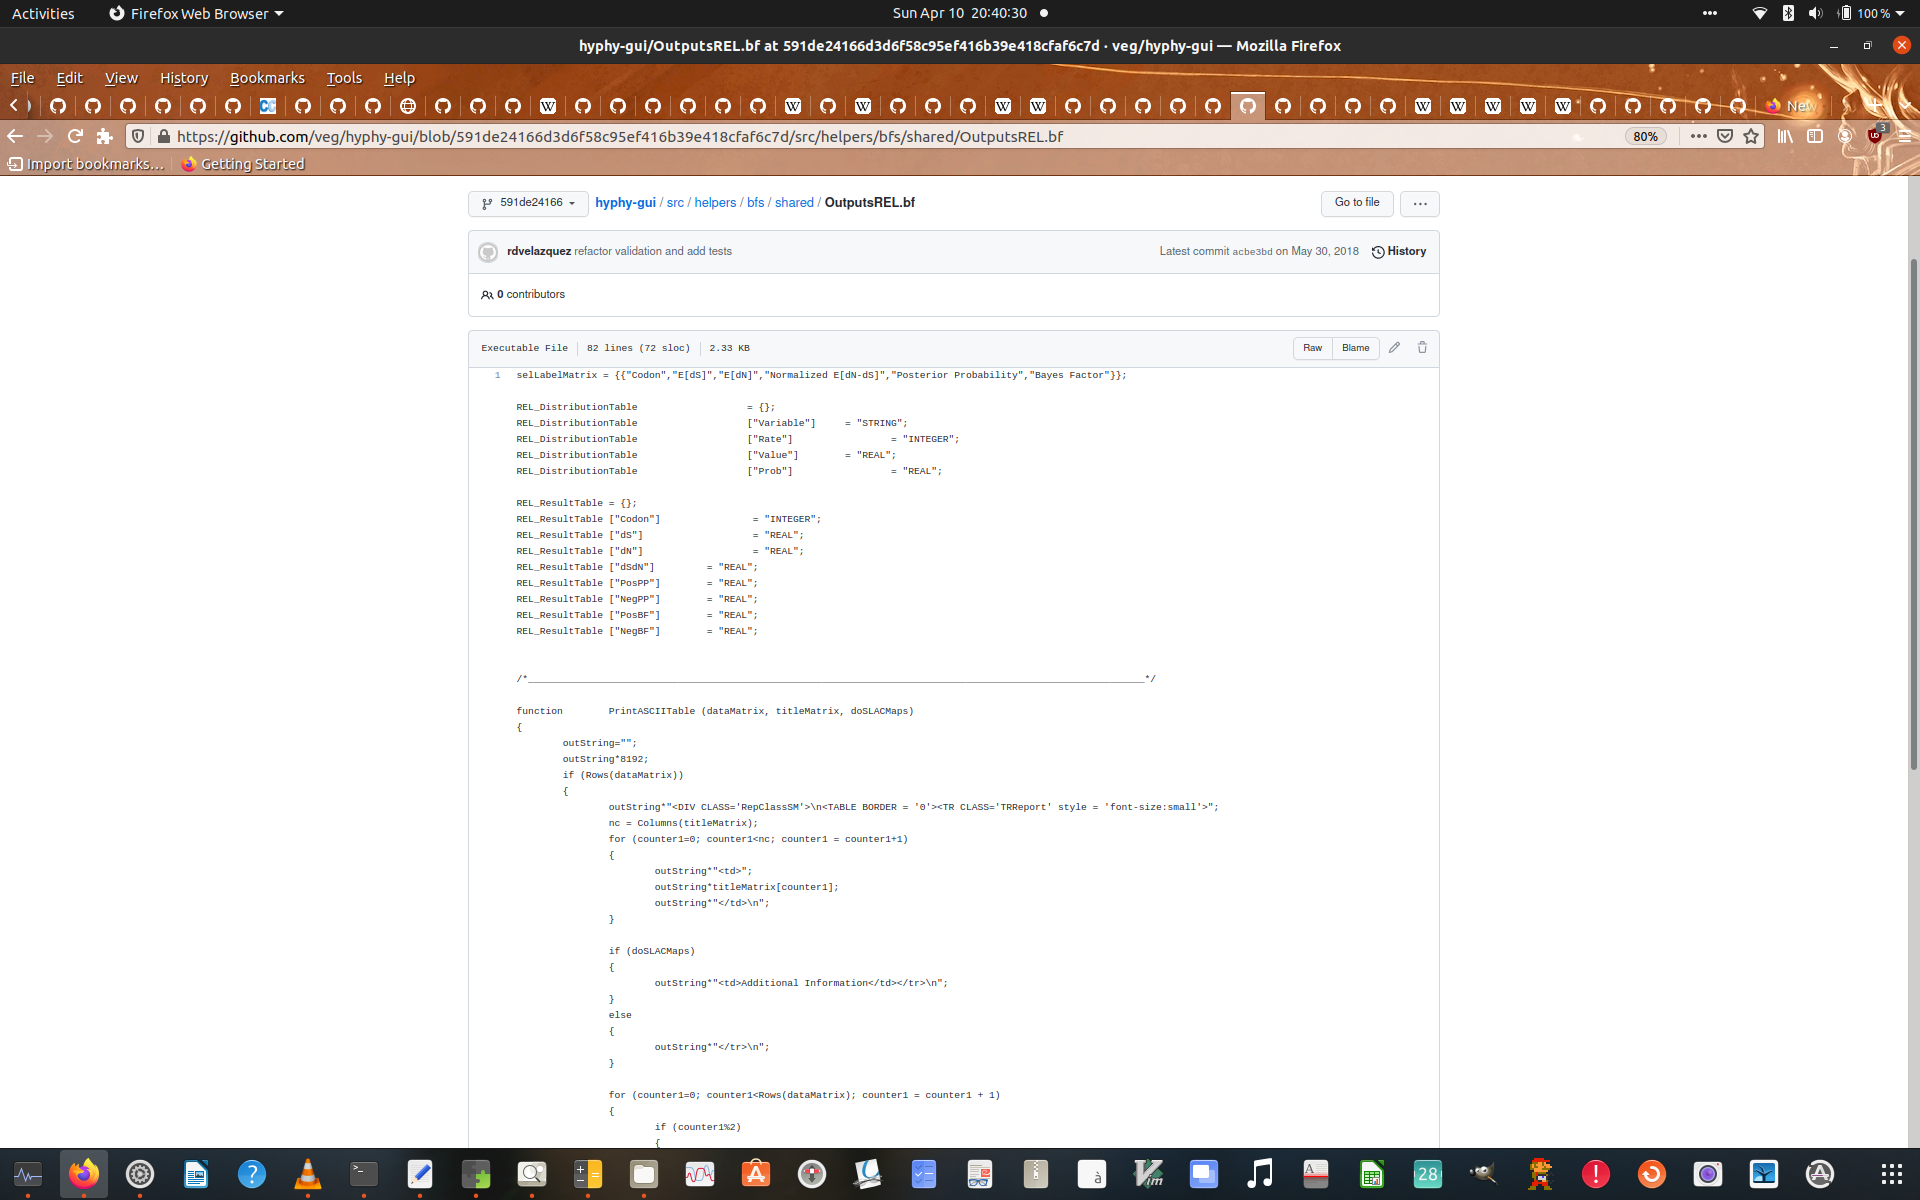 Activities Firefox Web Browser Sun Apr 10 20:40:30 100 %
hyphy-gui/OutputsREL.bf at 591de24166d3d6f58c95ef416b39e418cfaf6c7d · veg/hyphy-gui — Mozilla Firefox
File Edit View History Bookmarks Tools Help
New
https://github.com/veg/hyphy-gui/blob/591de24166d3d6f58c95ef416b39e418cfaf6c7d/src/helpers/bfs/shared/OutputsREL.bf 80% 3
Import bookmarks... Getting Started
591de24166 hyphy-gui / src / helpers / bfs / shared / OutputsREL.bf Go to file ...
rdvelazquez refactor validation and add tests Latest commit acbe3bd on May 30, 2018 History
0 contributors
Executable File 82 lines (72 sloc) 2.33 KB Raw Blame
1 selLabelMatrix = {{"Codon","E[dS]","E[dN]","Normalized E[dN-dS]","Posterior Probability","Bayes Factor"}};
REL_DistributionTable = {};
REL_DistributionTable ["Variable"] = "STRING";
REL_DistributionTable ["Rate"] = "INTEGER";
REL_DistributionTable ["Value"] = "REAL";
REL_DistributionTable ["Prob"] = "REAL";
REL_ResultTable = {};
REL_ResultTable ["Codon"] = "INTEGER";
REL_ResultTable ["dS"] = "REAL";
REL_ResultTable ["dN"] = "REAL";
REL_ResultTable ["dSdN"] = "REAL";
REL_ResultTable ["PosPP"] = "REAL";
REL_ResultTable ["NegPP"] = "REAL";
REL_ResultTable ["PosBF"] = "REAL";
REL_ResultTable ["NegBF"] = "REAL";
/*___________________________________________________________________________________________________________*/
function PrintASCIITable (dataMatrix, titleMatrix, doSLACMaps)
{
outString="";
outString*8192;
if (Rows(dataMatrix))
{
outString*"<DIV CLASS='RepClassSM'>\n<TABLE BORDER = '0'><TR CLASS='TRReport' style = 'font-size:small'>";
nc = Columns(titleMatrix);
for (counter1=0; counter1<nc; counter1 = counter1+1)
{
outString*"<td>";
outString*titleMatrix[counter1];
outString*"</td>\n";
}
if (doSLACMaps)
{
outString*"<td>Additional Information</td></tr>\n";
}
else
{
outString*"</tr>\n";
}
for (counter1=0; counter1<Rows(dataMatrix); counter1 = counter1 + 1)
{
if (counter1%2)
{
28